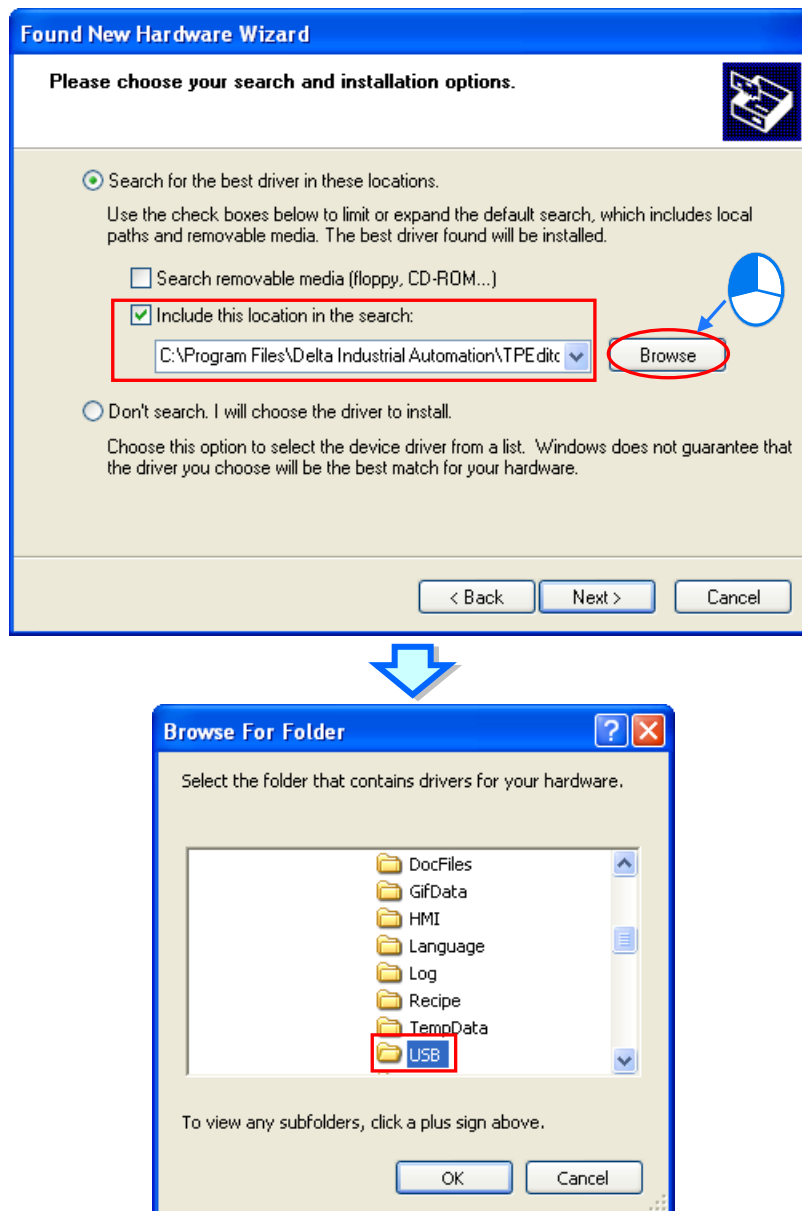 Found New Hardware Wizard
Please choose your search and installation options.
Search for the best driver in these locations.
Use the check boxes below to limit or expand the default search, which includes local
paths and removable media. The best driver found will be installed.
Search removable media (floppy, CD-ROM...)
Include this location in the search:
C:\Program Files\Delta Industrial Automation\TPEditc
Browse
Don't search. I will choose the driver to install.
Choose this option to select the device driver from a list.  Windows does not guarantee that
the driver you choose will be the best match for your hardware.
< Back
Next >
Cancel
Browse For Folder
Select the folder that contains drivers for your hardware.
DocFiles
GifData
HMI
Language
Log
Recipe
TempData
USB
To view any subfolders, click a plus sign above.
OK
Cancel